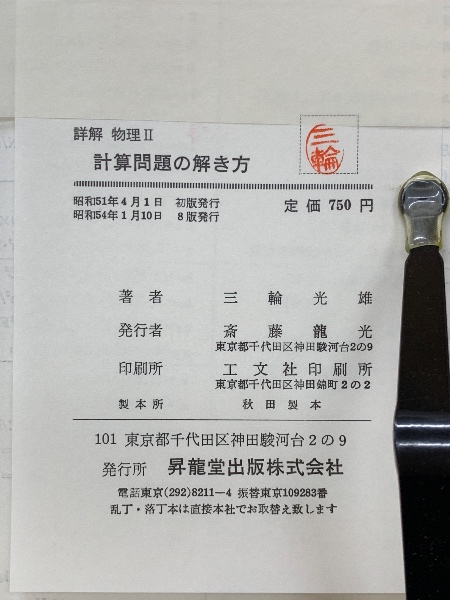 三輪
詳解 物理Ⅱ
計算問題の解き方
昭和51年4月1日 初版発行
昭和54年1月10日 8版発行
定価 750 円
著者 三輪光雄
発行者 斎藤龍光
東京都千代田区神田駿河台2の9
印刷所 工文社印刷所
東京都千代田区神田錦町2の2
製本所 秋田製本
101 東京都千代田区神田駿河台2の9
発行所 昇龍堂出版株式会社
電話東京(292)8211―4 振替東京109283番
乱丁・落丁本は直接本社でお取替え致します